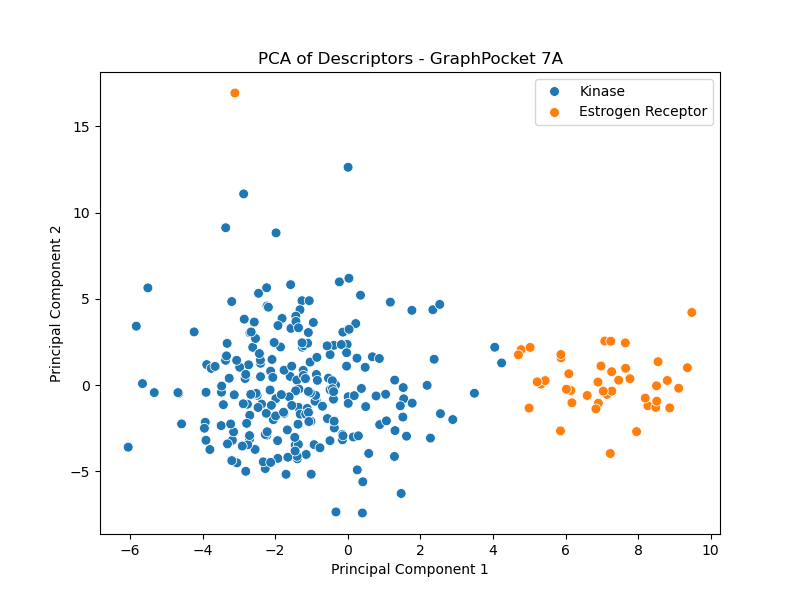 PCA of Descriptors - GraphPocket 7A
Kinase
Estrogen Receptor
15
10
5
0
−5
Principal Component 2
−6
−4
−2
0
2
4
6
8
10
Principal Component 1